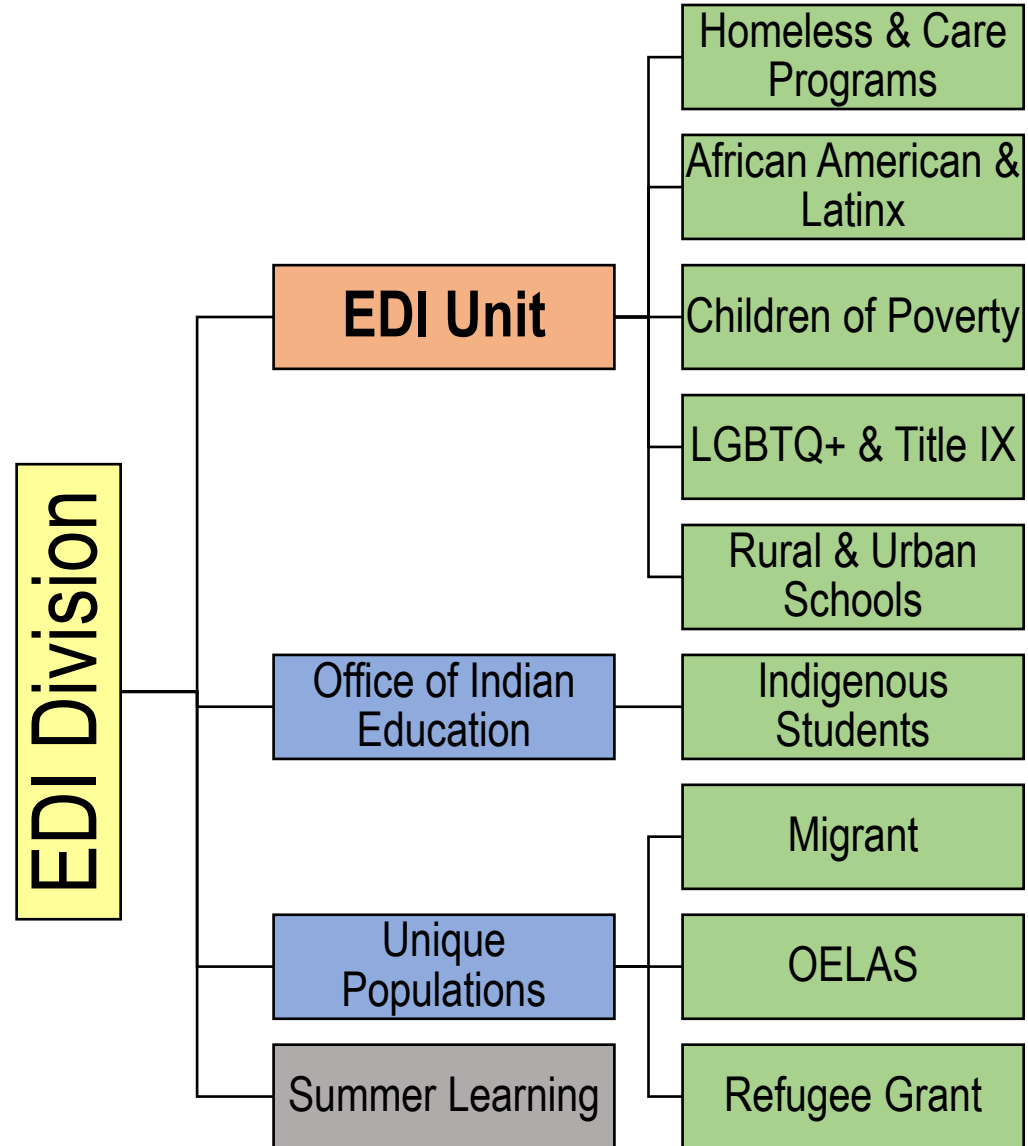 EDI Division
EDI Unit
Homeless & Care
Programs
African American &
Latinx
Children of Poverty
LGBTQ+ & Title IX
Rural & Urban
Schools
Office of Indian
Education
Indigenous
Students
Unique
Populations
Migrant
OELAS
Refugee Grant
Summer Learning